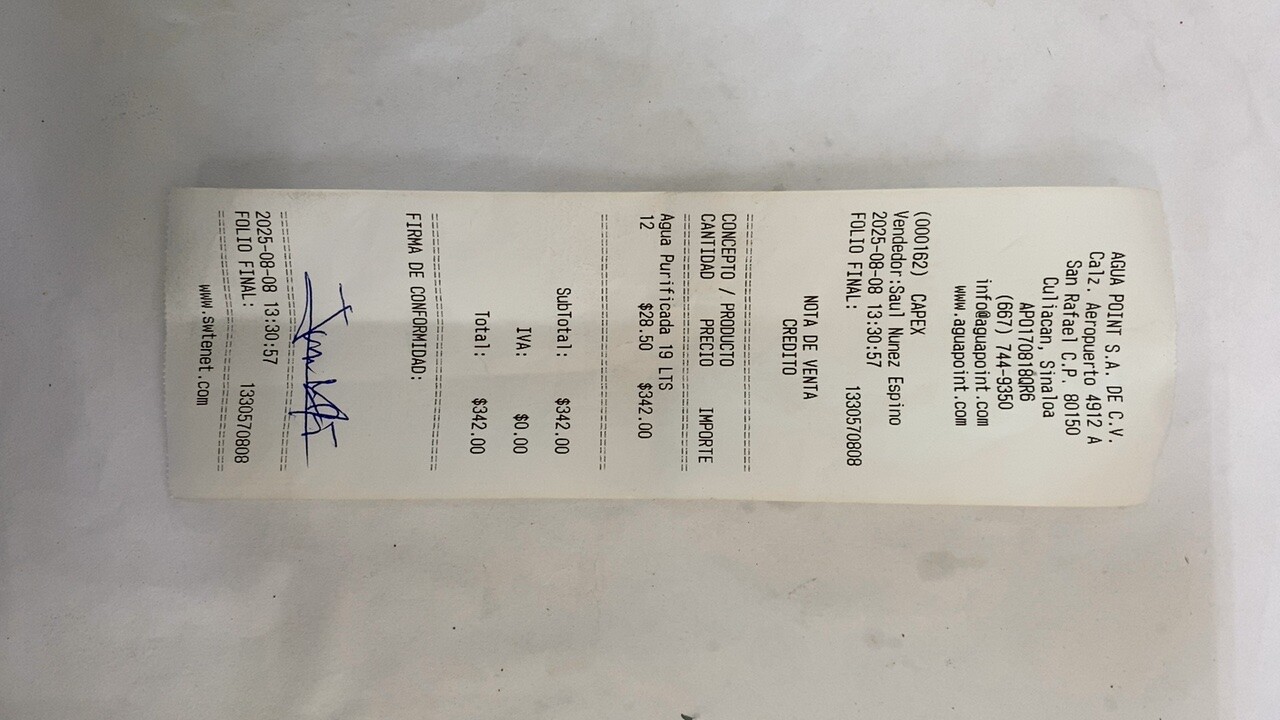 AGUA POINT S.A. DE C.V.
Calz. Aerxpuerto 4912 A
San Rafael C.P. 80150
Culiacan, Sinaloa
APO170818QR6
(667) 744-9350
info@aguapoint.com
www.aguapoint.com
(000162) CAPEX
Vendedor:Saul Nunez Espino
2025-08-08 13:30:57
FOLIO FINAL: 1330570808
NOTA DE VENTA
CREDITO
CONCEPTO / PRODUCTO
CANTIDAD PRECIO IMPORTE
Agua Purificada 19 LTS
12 $28.50 $342.00
SubTotal: $342.00
IVA: $0.00
Total: $342.00
FIRMA DE CONFORMIDAD:
2025-08-08 13:30:57
FOLIO FINAL: 1330570808
www.swtenet.com